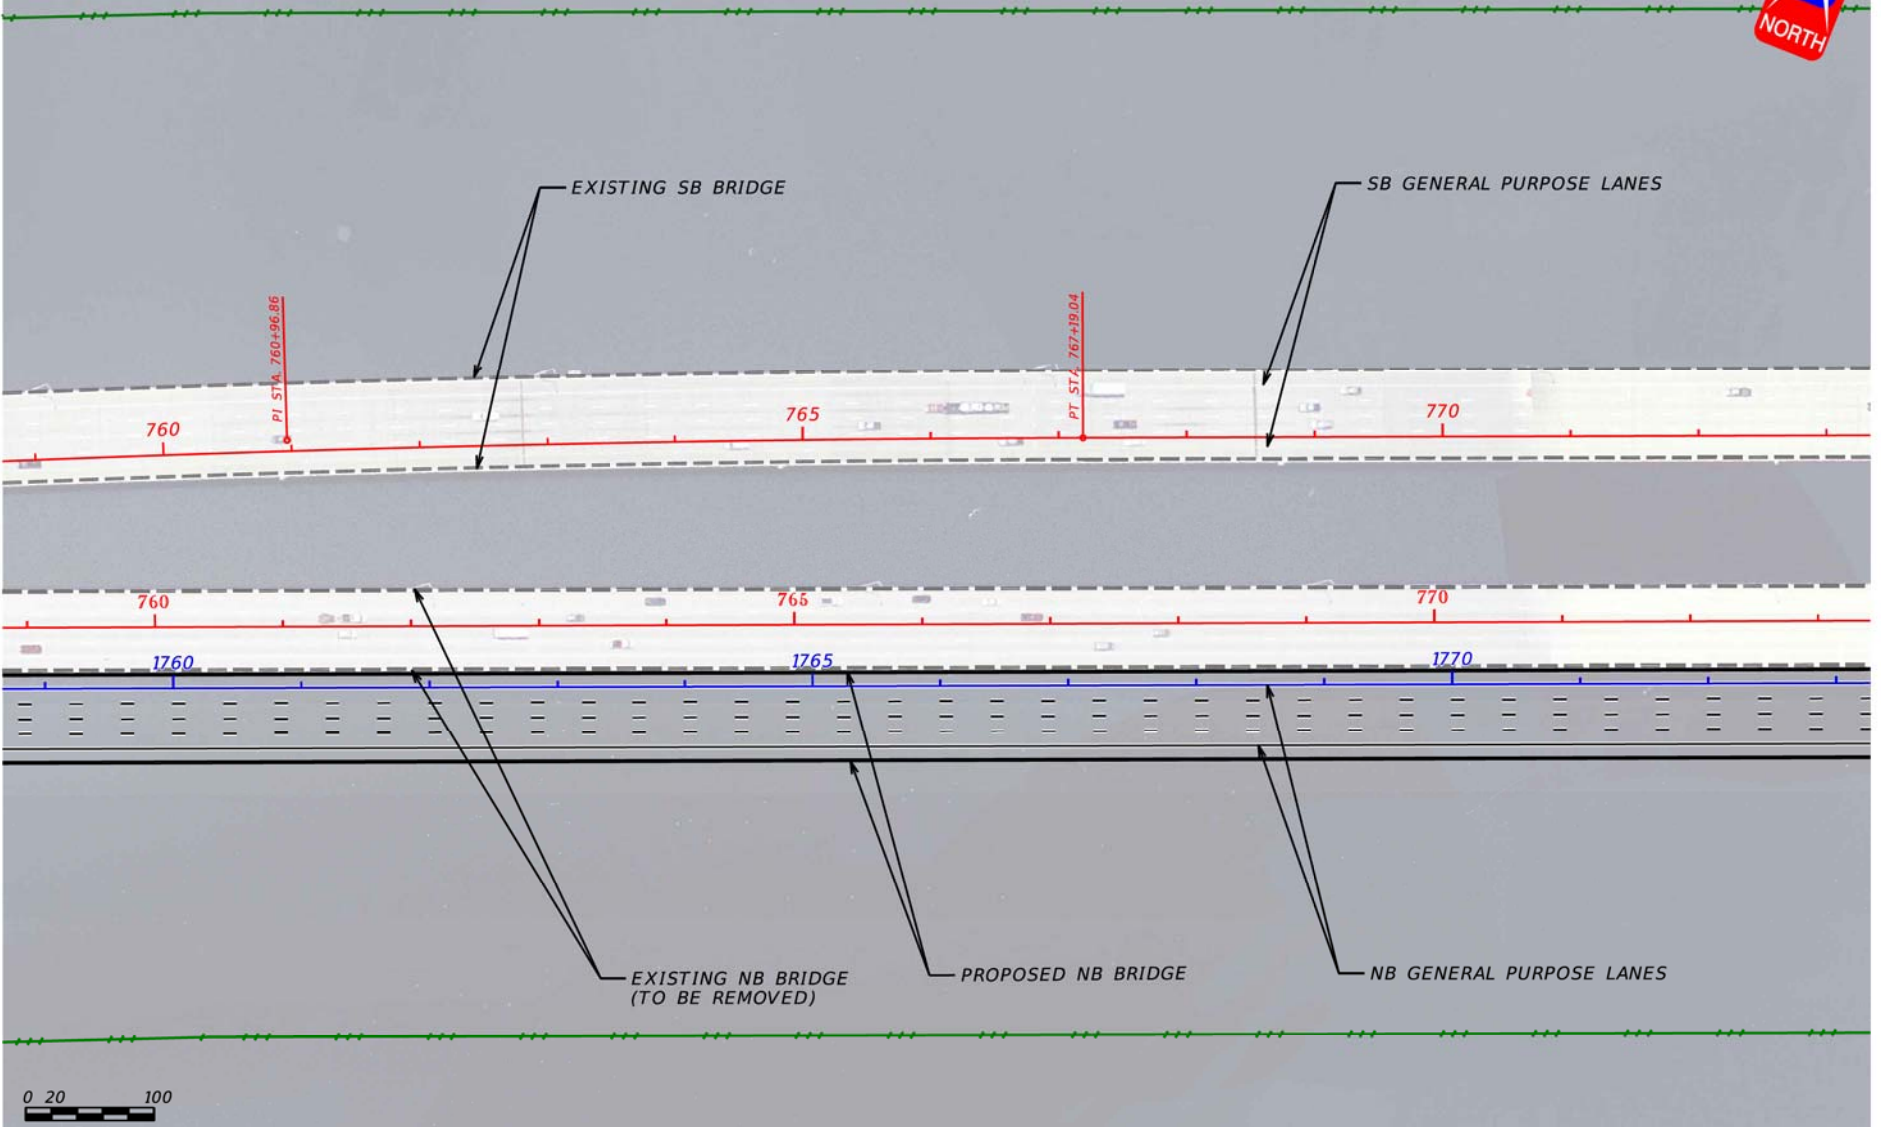 NORTH
EXISTING SB BRIDGE
SB GENERAL PURPOSE LANES
PI STA. 760+96.86
PT STA. 767+19.04
760
765
770
760
765
770
1760
1765
1770
EXISTING NB BRIDGE
(TO BE REMOVED)
PROPOSED NB BRIDGE
NB GENERAL PURPOSE LANES
0 20 100